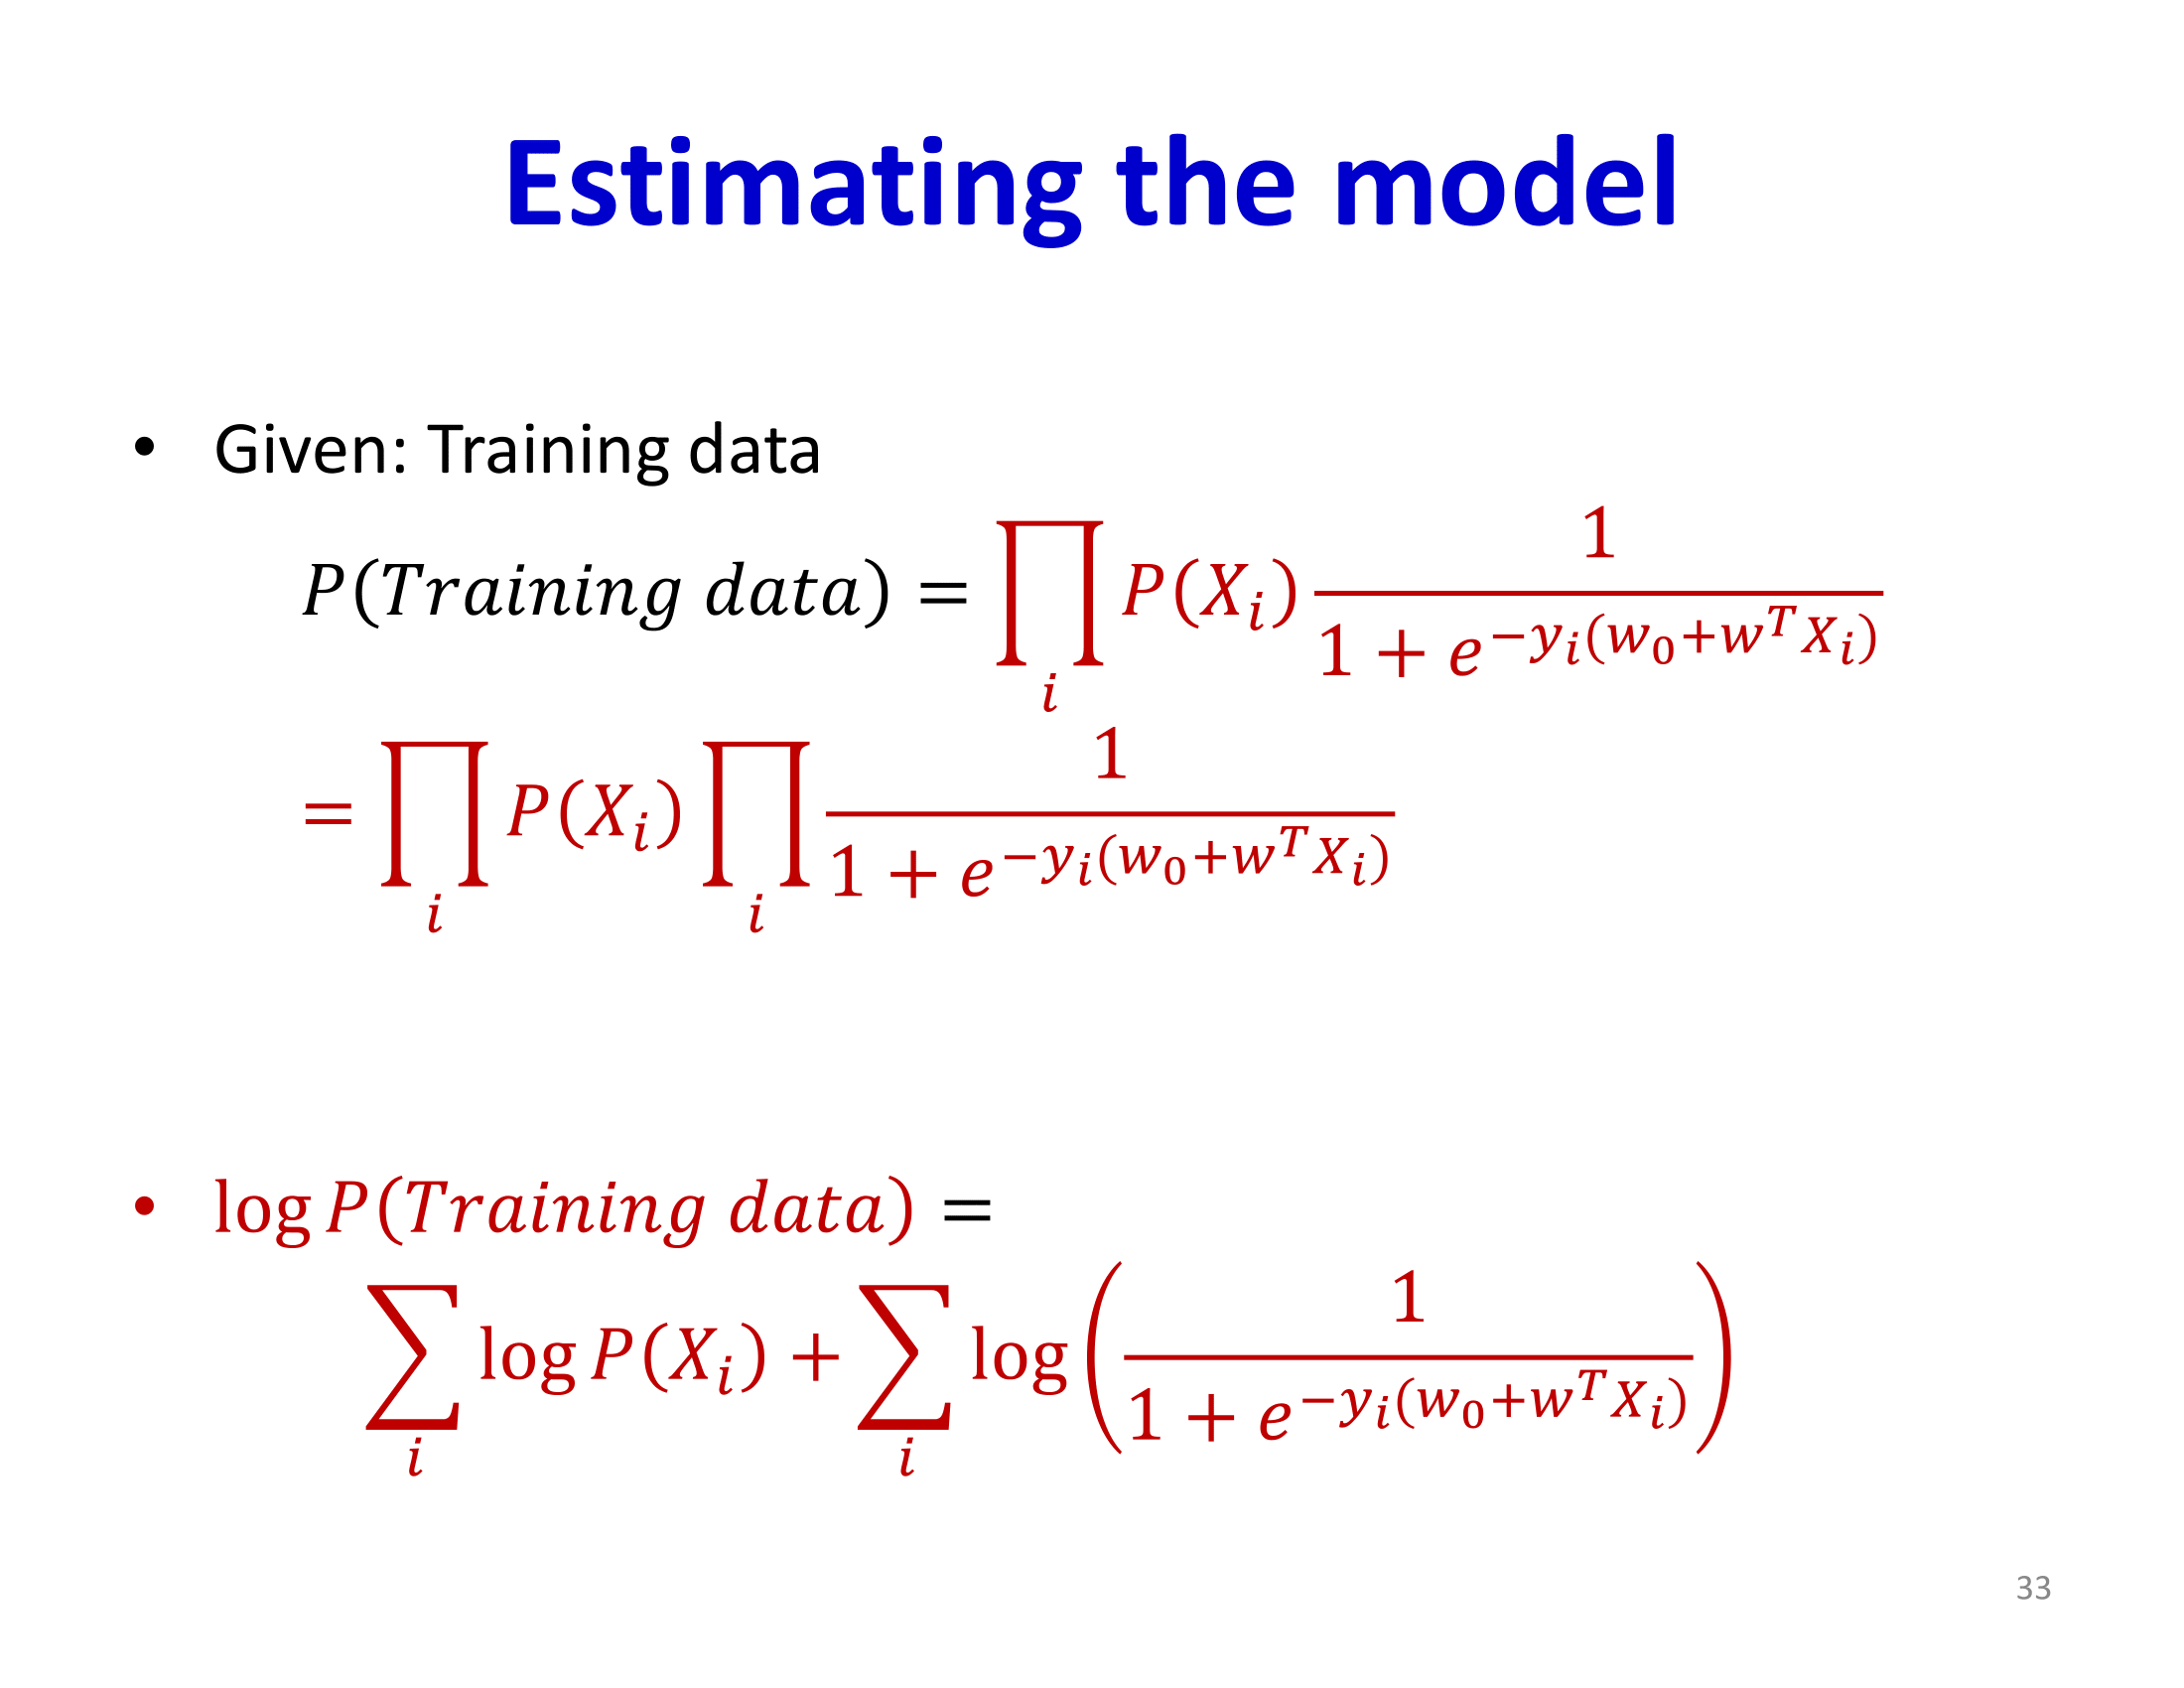 Estimating the model
• Given: Training data
$P(Training\ data) = \prod_i P(X_i) \frac{1}{1 + e^{-y_i(w_0 + w^T X_i)}}$
$= \prod_i P(X_i) \prod_i \frac{1}{1 + e^{-y_i(w_0 + w^T X_i)}}$
• $\log P(Training\ data) =$
$\sum_i \log P(X_i) + \sum_i \log \left( \frac{1}{1 + e^{-y_i(w_0 + w^T X_i)}} \right)$
33